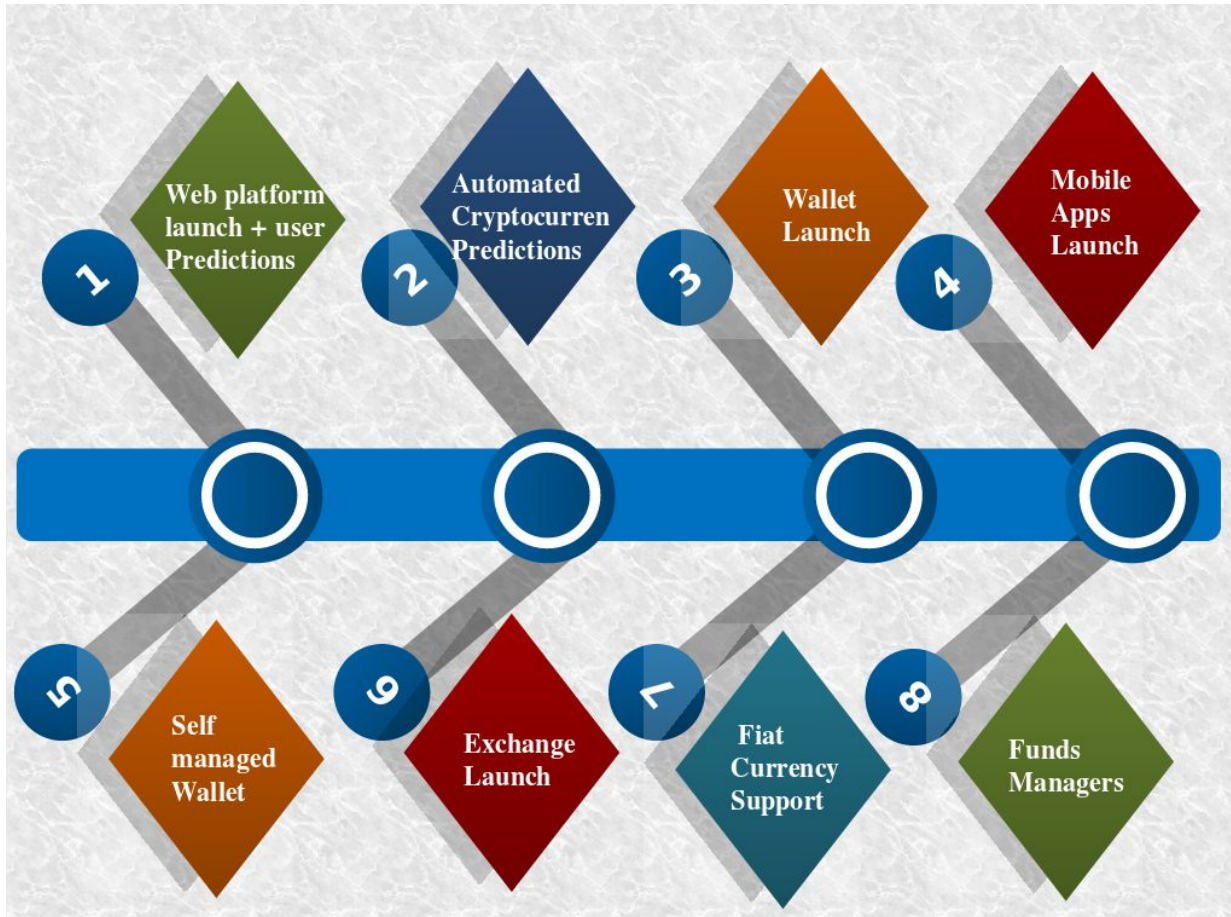 1
Web platform
launch + user
Predictions
2
Automated
Cryptocurren
Predictions
3
Wallet
Launch
4
Mobile
Apps
Launch
5
Self
managed
Wallet
6
Exchange
Launch
7
Fiat
Currency
Support
8
Funds
Managers